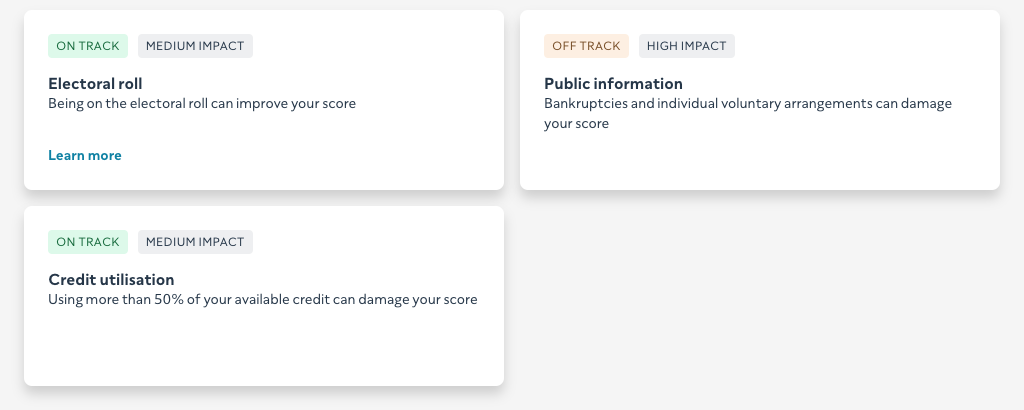 ON TRACK MEDIUM IMPACT
Electoral roll
Being on the electoral roll can improve your score
Learn more
OFF TRACK HIGH IMPACT
Public information
Bankruptcies and individual voluntary arrangements can damage
your score
ON TRACK MEDIUM IMPACT
Credit utilisation
Using more than 50% of your available credit can damage your score